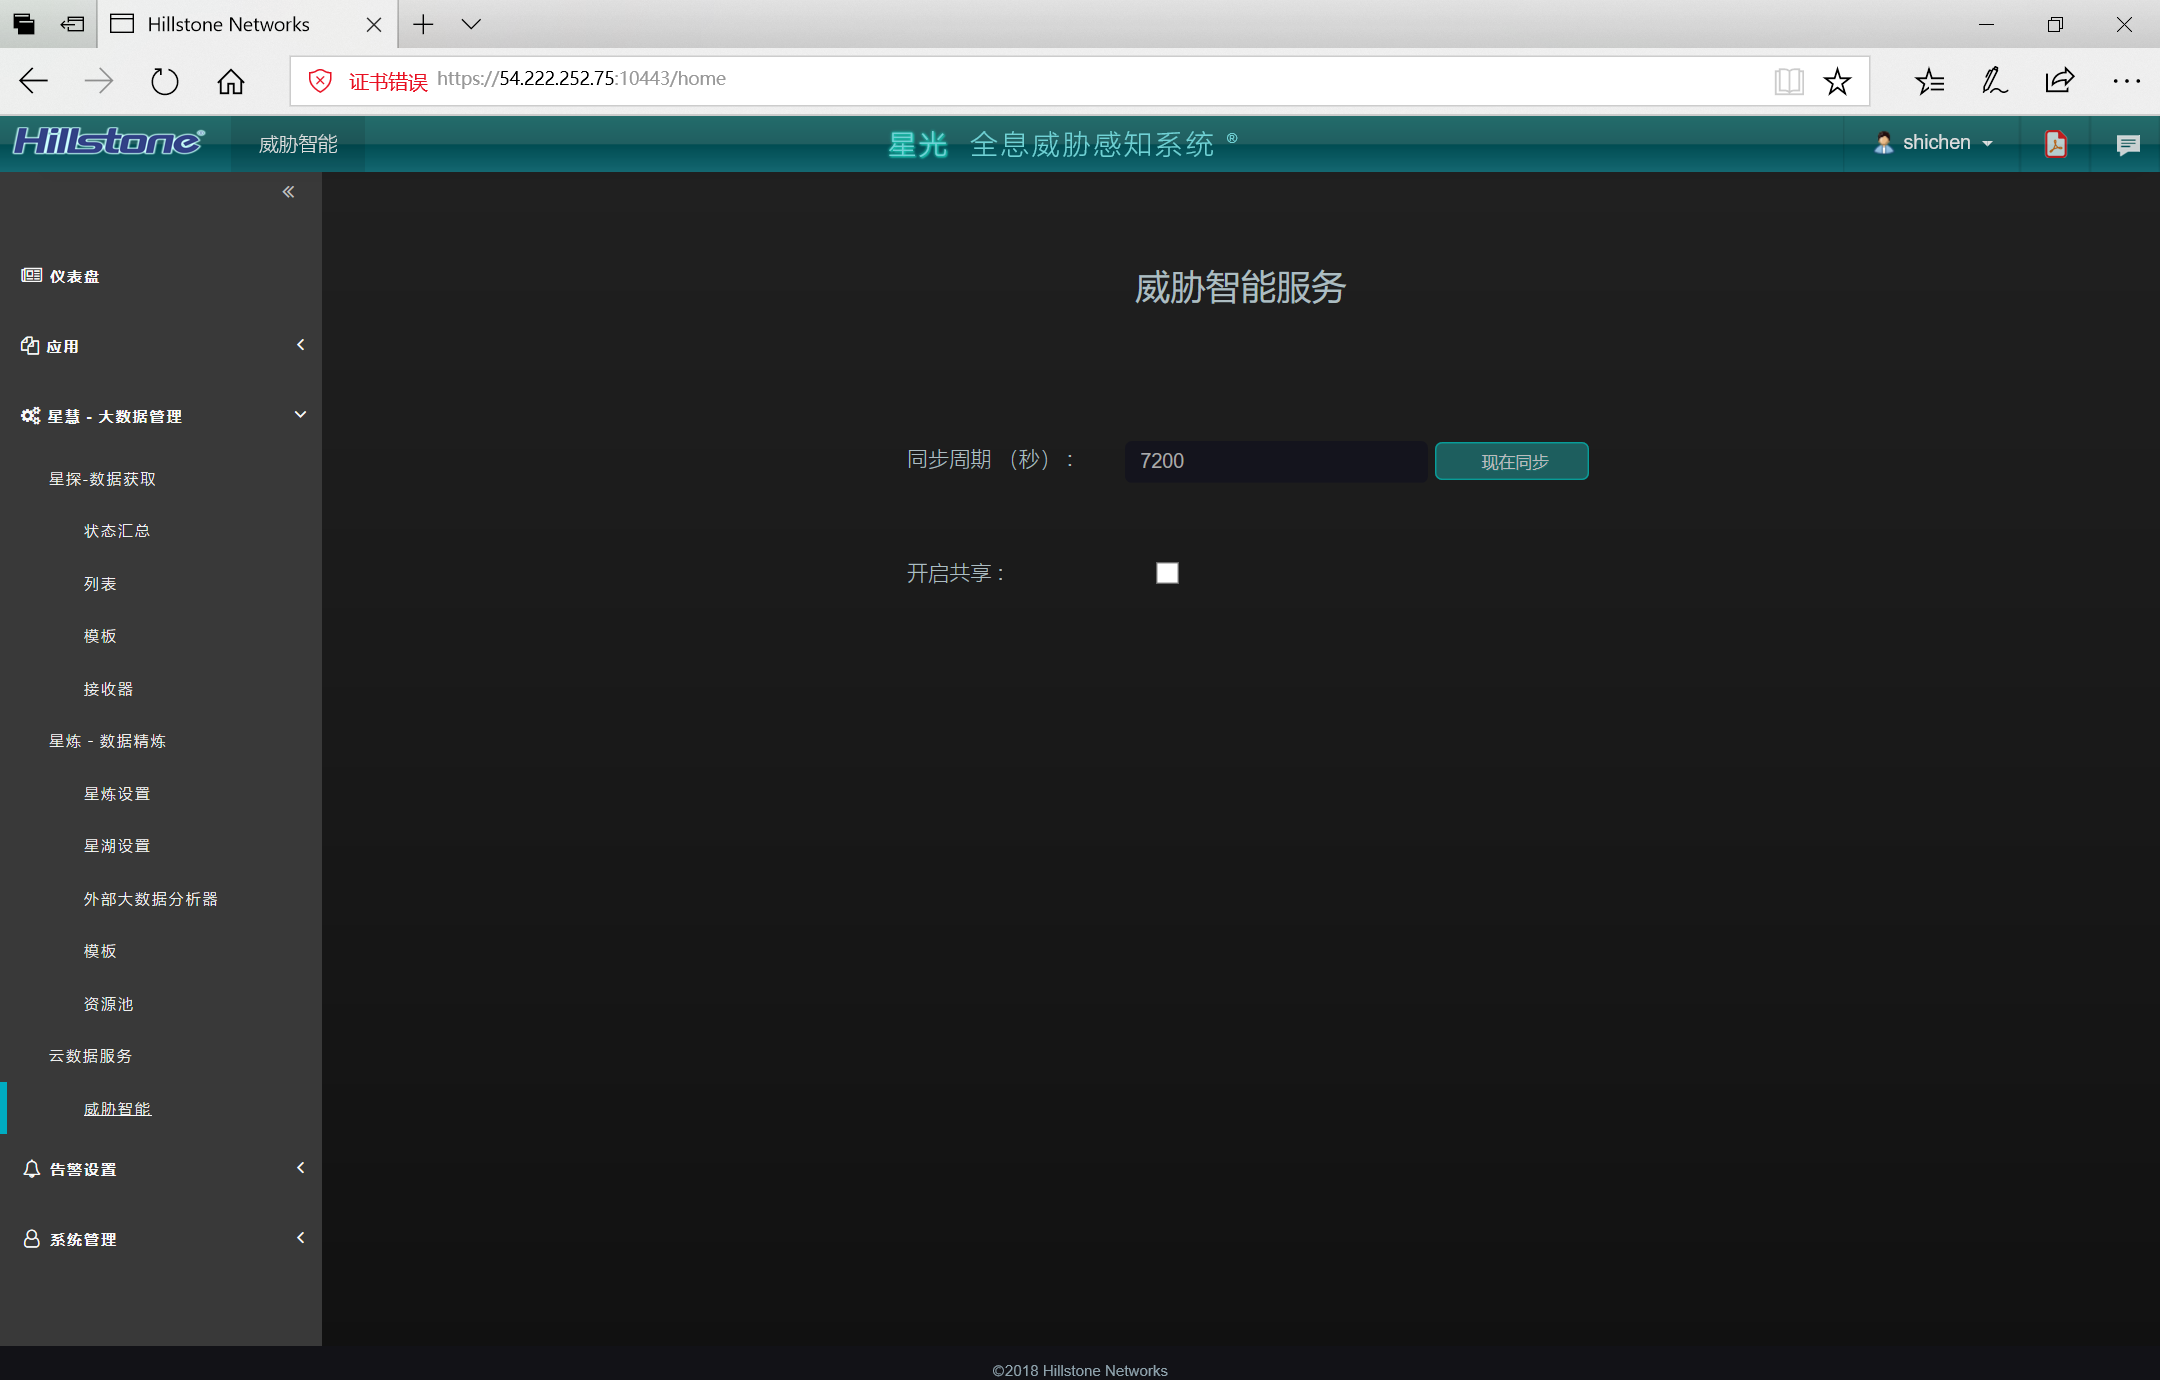 Hillstone Networks
证书错误 https://54.222.252.75:10443/home
Hillstone®
威胁智能
星光 全息威胁感知系统 ®
shichen
仪表盘
应用
星慧 - 大数据管理
星探-数据获取
状态汇总
列表
模板
接收器
星炼 - 数据精炼
星炼设置
星湖设置
外部大数据分析器
模板
资源池
云数据服务
威胁智能
告警设置
系统管理
威胁智能服务
同步周期 （秒） :
7200
现在同步
开启共享 :
©2018 Hillstone Networks